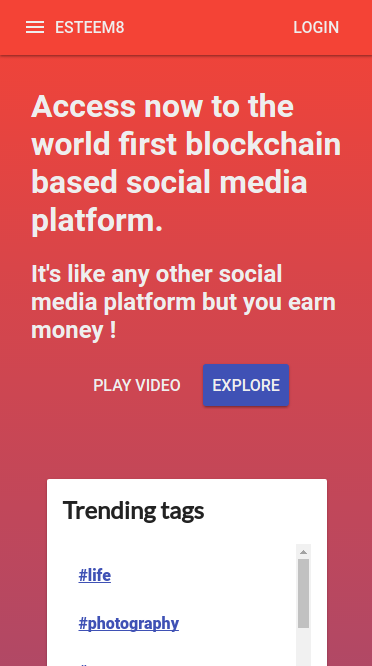 ESTEEM8
LOGIN
Access now to the
world first blockchain
based social media
platform.
It's like any other social
media platform but you earn
money !
PLAY VIDEO
EXPLORE
Trending tags
#life
#photography